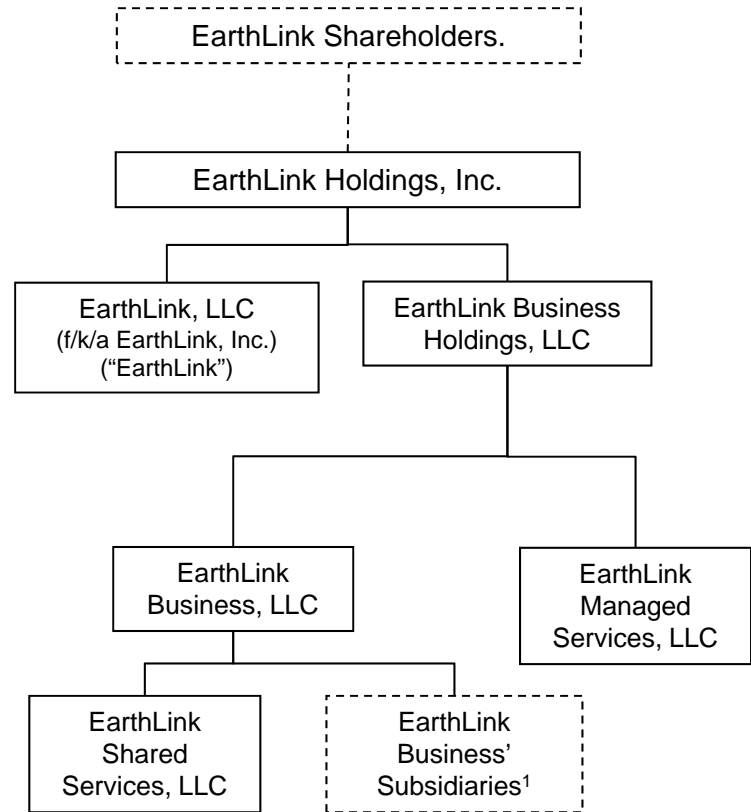 EarthLink Shareholders.
EarthLink Holdings, Inc.
EarthLink, LLC
(f/k/a EarthLink, Inc.)
(“EarthLink”)
EarthLink Business
Holdings, LLC
EarthLink
Business, LLC
EarthLink
Managed
Services, LLC
EarthLink
Shared
Services, LLC
EarthLink
Business’
Subsidiaries¹